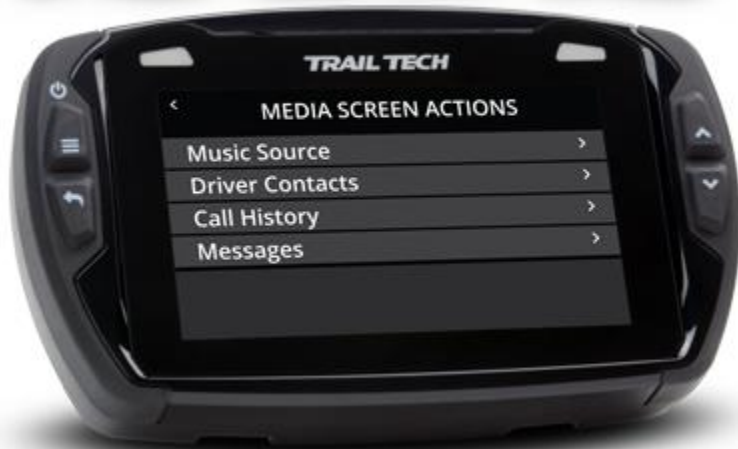 TRAIL TECH
MEDIA SCREEN ACTIONS
Music Source
Driver Contacts
Call History
Messages